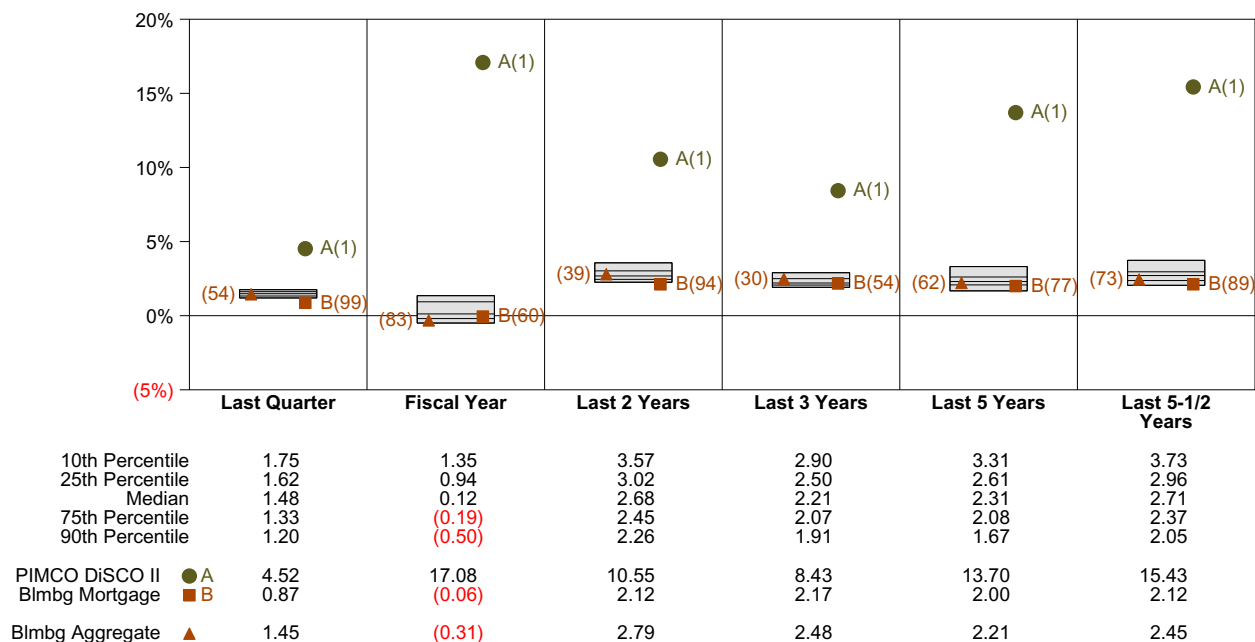 20%
15%
10%
5%
0%
(5%)
Last Quarter
Fiscal Year
Last 2 Years
Last 3 Years
Last 5 Years
Last 5-1/2
Years
(54)
A(1)
B(99)
(83)
A(1)
B(60)
(39)
A(1)
B(94)
(30)
A(1)
B(54)
(62)
A(1)
B(77)
(73)
A(1)
B(89)
10th Percentile 1.75 1.35 3.57 2.90 3.31 3.73
25th Percentile 1.62 0.94 3.02 2.50 2.61 2.96
Median 1.48 0.12 2.68 2.21 2.31 2.71
75th Percentile 1.33 (0.19) 2.45 2.07 2.08 2.37
90th Percentile 1.20 (0.50) 2.26 1.91 1.67 2.05
PIMCO DiSCO II A 4.52 17.08 10.55 8.43 13.70 15.43
Blmbg Mortgage B 0.87 (0.06) 2.12 2.17 2.00 2.12
Blmbg Aggregate 1.45 (0.31) 2.79 2.48 2.21 2.45